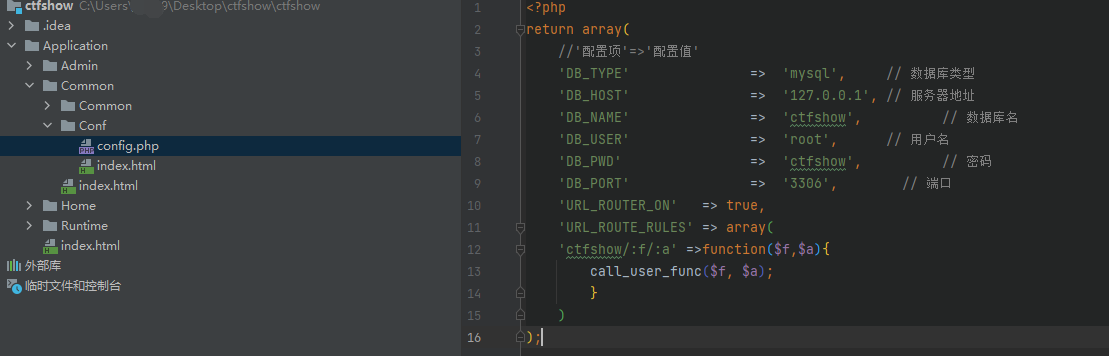 ctfshow C:\Users\ 9\Desktop\ctfshow\ctfshow
.idea
Application
Admin
Common
Common
Conf
config.php
index.html
index.html
Home
Runtime
index.html
外部库
临时文件和控制台
1 <?php
2 return array(
3 //'配置项'=>'配置值'
4 'DB_TYPE' => 'mysql', // 数据库类型
5 'DB_HOST' => '127.0.0.1', // 服务器地址
6 'DB_NAME' => 'ctfshow', // 数据库名
7 'DB_USER' => 'root', // 用户名
8 'DB_PWD' => 'ctfshow', // 密码
9 'DB_PORT' => '3306', // 端口
10 'URL_ROUTER_ON' => true,
11 'URL_ROUTE_RULES' => array(
12 'ctfshow/:f/:a' =>function($f,$a){
13 call_user_func($f, $a);
14 }
15 )
16 );